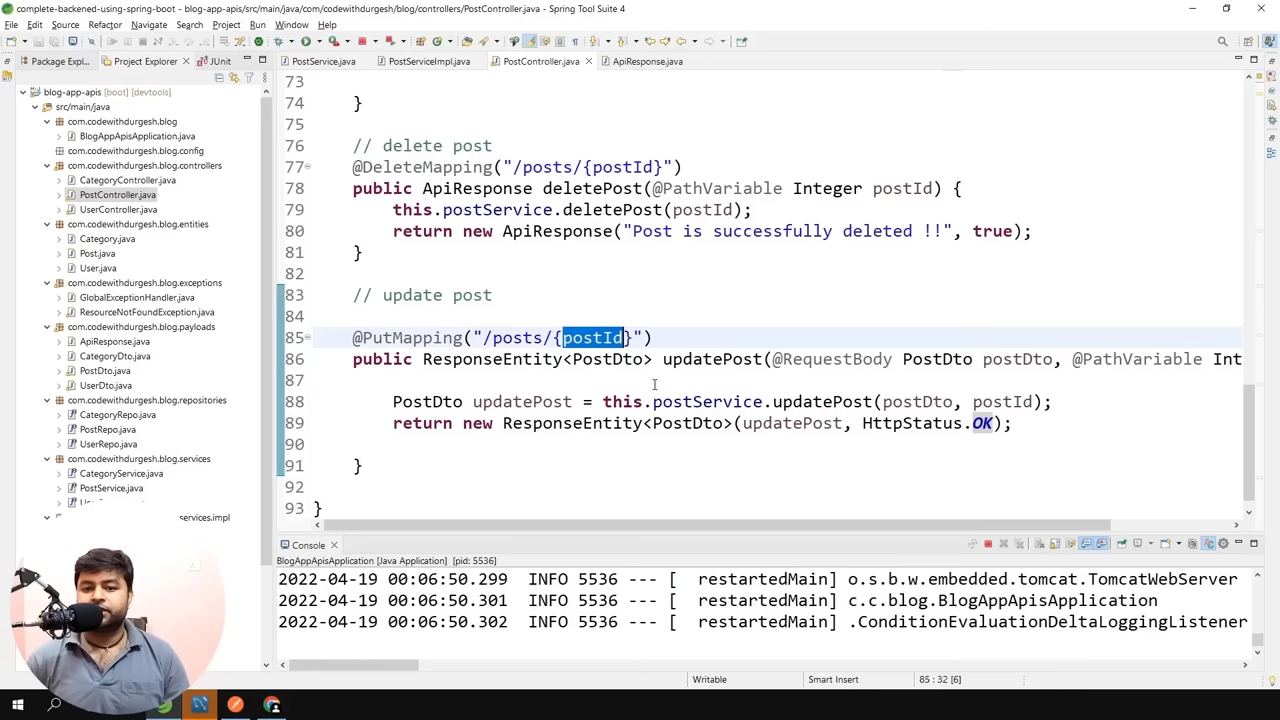 complete-backened-using-spring-boot - blog-app-apis/src/main/java/com/codewithdurgesh/blog/controllers/PostController.java - Spring Tool Suite 4
File Edit Source Refactor Navigate Search Project Run Window Help
Package Expl... Project Explorer JUnit
PostService.java PostServiceImpl.java PostController.java ApiResponse.java
blog-app-apis [boot] [devtools]
src/main/java
com.codewithdurgesh.blog
BlogAppApisApplication.java
com.codewithdurgesh.blog.config
com.codewithdurgesh.blog.controllers
CategoryController.java
PostController.java
UserController.java
com.codewithdurgesh.blog.entities
Category.java
Post.java
User.java
com.codewithdurgesh.blog.exceptions
GlobalExceptionHandler.java
ResourceNotFoundException.java
com.codewithdurgesh.blog.payloads
ApiResponse.java
CategoryDto.java
PostDto.java
UserDto.java
com.codewithdurgesh.blog.repositories
CategoryRepo.java
PostRepo.java
UserRepo.java
com.codewithdurgesh.blog.services
CategoryService.java
PostService.java
services.impl
73
74 }
75
76 // delete post
77 @DeleteMapping("/posts/{postId}")
78 public ApiResponse deletePost(@PathVariable Integer postId) {
79 this.postService.deletePost(postId);
80 return new ApiResponse("Post is successfully deleted !!", true);
81 }
82
83 // update post
84
85 @PutMapping("/posts/{postId}")
86 public ResponseEntity<PostDto> updatePost(@RequestBody PostDto postDto, @PathVariable Int
87
88 PostDto updatePost = this.postService.updatePost(postDto, postId);
89 return new ResponseEntity<PostDto>(updatePost, HttpStatus.OK);
90
91 }
92
93 }
Console
BlogAppApisApplication [Java Application] [pid: 5536]
2022-04-19 00:06:50.299 INFO 5536 --- [ restartedMain] o.s.b.w.embedded.tomcat.TomcatWebServer
2022-04-19 00:06:50.301 INFO 5536 --- [ restartedMain] c.c.blog.BlogAppApisApplication
2022-04-19 00:06:50.302 INFO 5536 --- [ restartedMain] .ConditionEvaluationDeltaLoggingListener
Writable Smart Insert 85 : 32 [6]